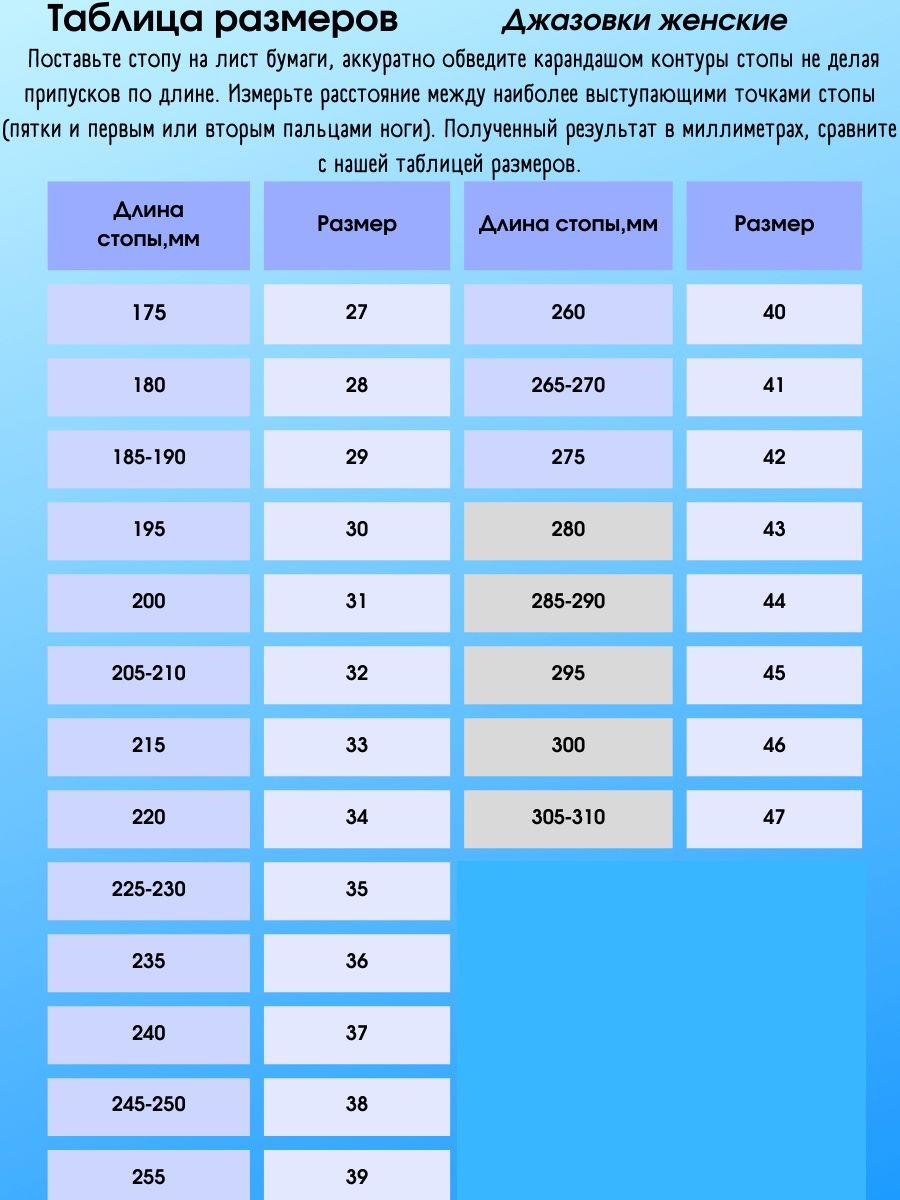 Таблица размеров
Джазовки женские
Поставьте стопу на лист бумаги, аккуратно обведите карандашом контуры стопы не делая
припусков по длине. Измерьте расстояние между наиболее выступающими точками стопы
(пятки и первым или вторым пальцами ноги). Полученный результат в миллиметрах, сравните
с нашей таблицей размеров.
Длина
стопы,мм
Размер
Длина стопы,мм
Размер
175 27 260 40
180 28 265-270 41
185-190 29 275 42
195 30 280 43
200 31 285-290 44
205-210 32 295 45
215 33 300 46
220 34 305-310 47
225-230 35
235 36
240 37
245-250 38
255 39